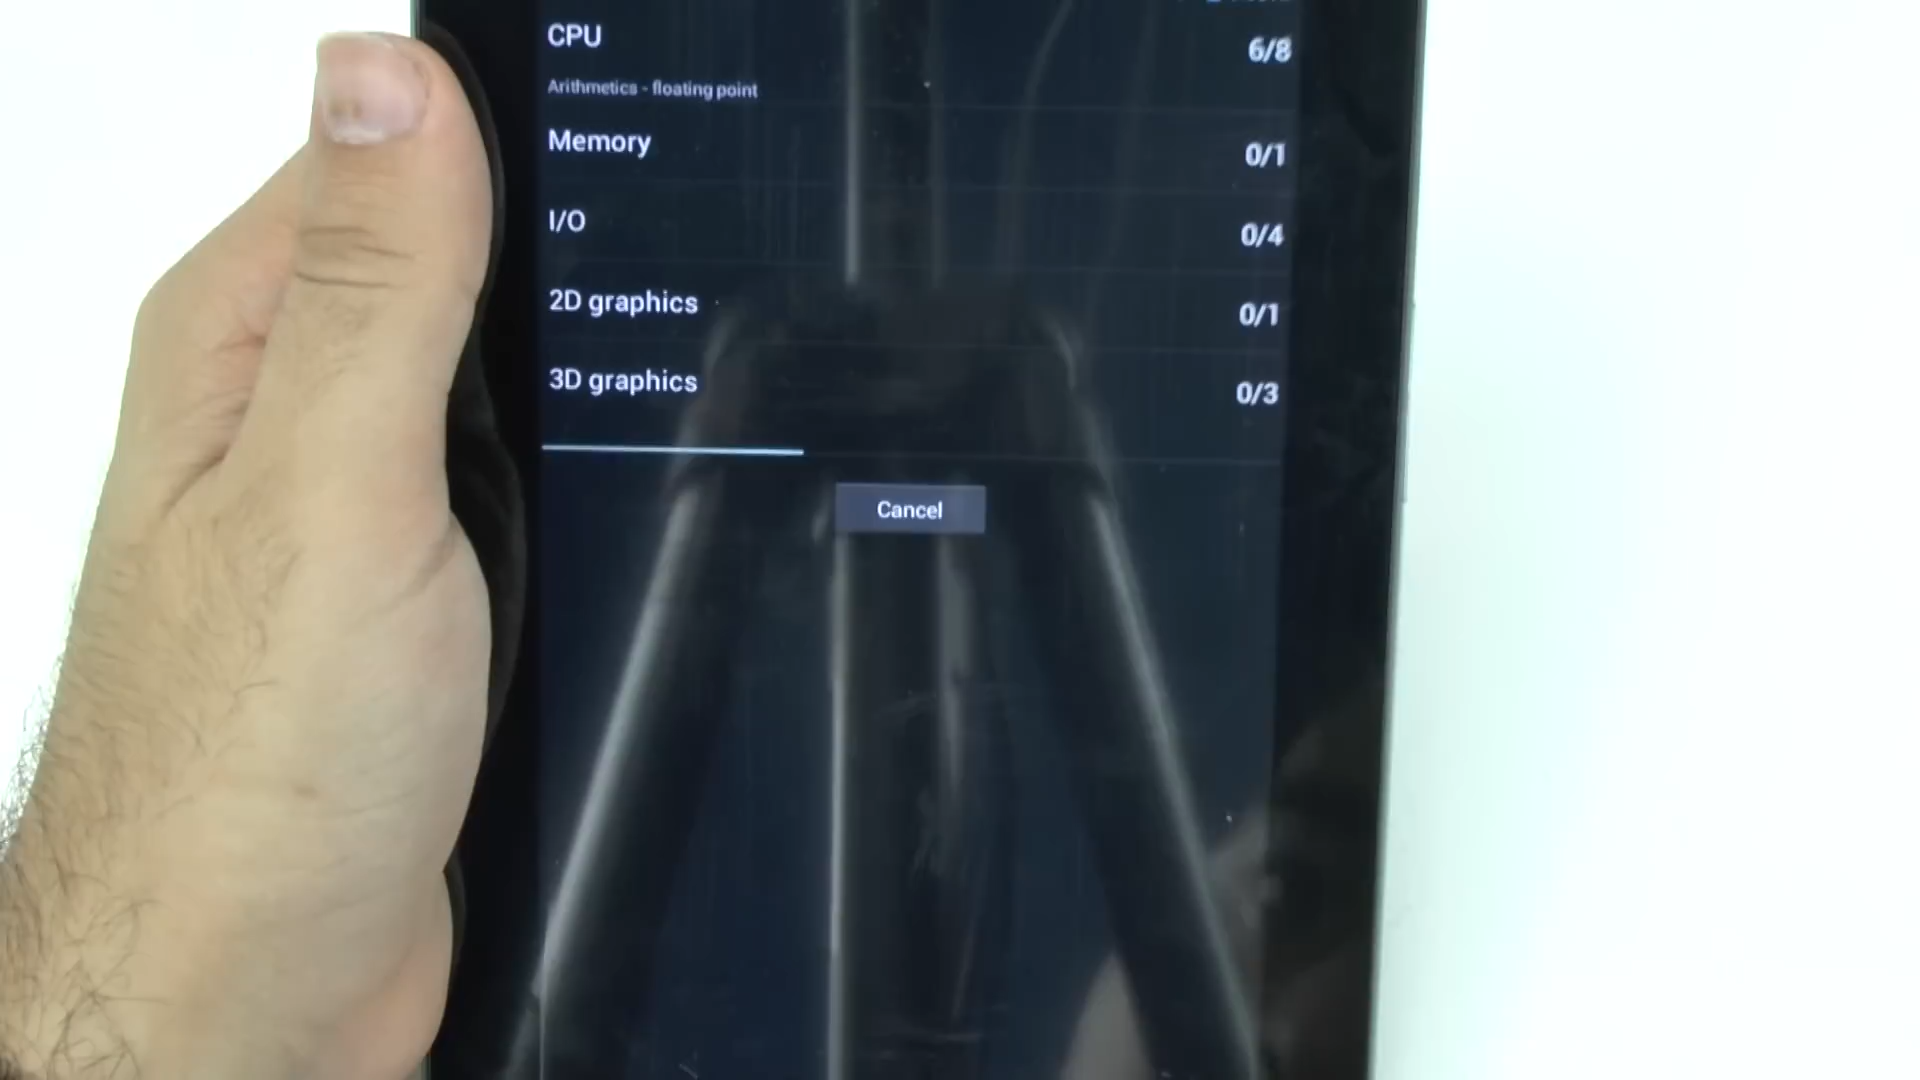 CPU
6/8
Arithmetics - floating point
Memory
0/1
I/O
0/4
2D graphics
0/1
3D graphics
0/3
Cancel